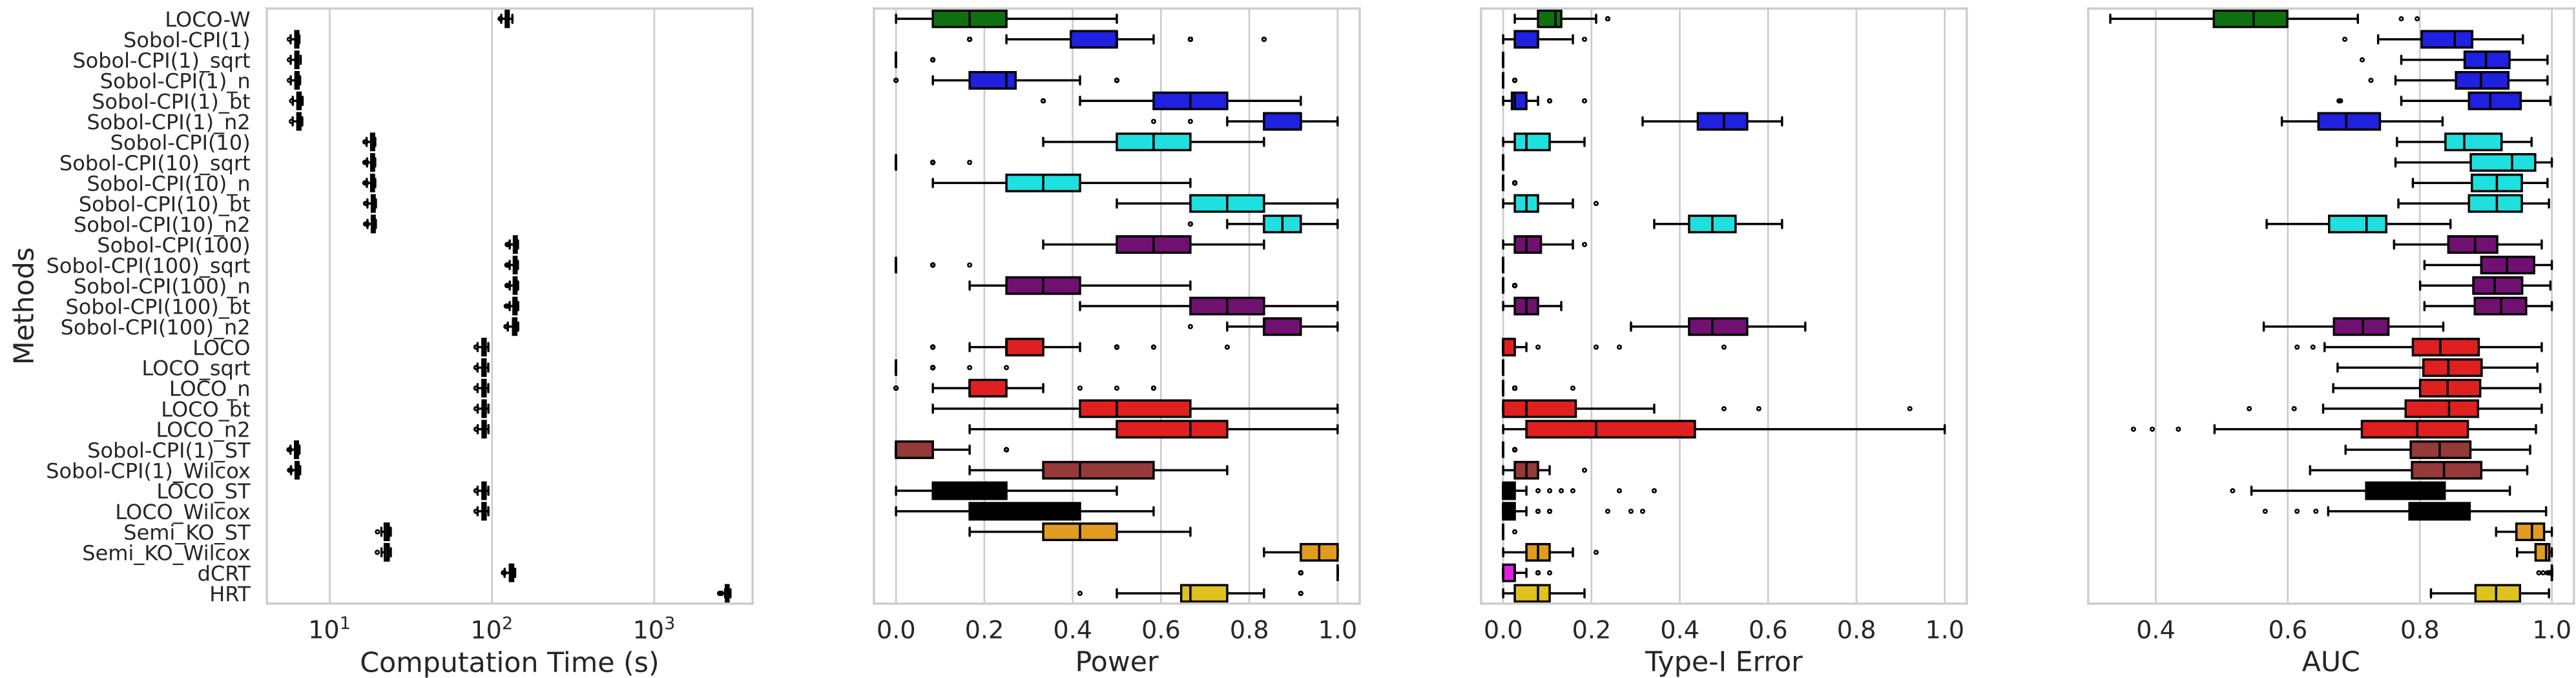 Methods
LOCO-W
Sobol-CPI(1)
Sobol-CPI(1)_sqrt
Sobol-CPI(1)_n
Sobol-CPI(1)_bt
Sobol-CPI(1)_n2
Sobol-CPI(10)
Sobol-CPI(10)_sqrt
Sobol-CPI(10)_n
Sobol-CPI(10)_bt
Sobol-CPI(10)_n2
Sobol-CPI(100)
Sobol-CPI(100)_sqrt
Sobol-CPI(100)_n
Sobol-CPI(100)_bt
Sobol-CPI(100)_n2
LOCO
LOCO_sqrt
LOCO_n
LOCO_bt
LOCO_n2
Sobol-CPI(1)_ST
Sobol-CPI(1)_Wilcox
LOCO_ST
LOCO_Wilcox
Semi_KO_ST
Semi_KO_Wilcox
dCRT
HRT
10¹ 10² 10³
Computation Time (s)
0.0 0.2 0.4 0.6 0.8 1.0
Power
0.0 0.2 0.4 0.6 0.8 1.0
Type-I Error
0.4 0.6 0.8 1.0
AUC